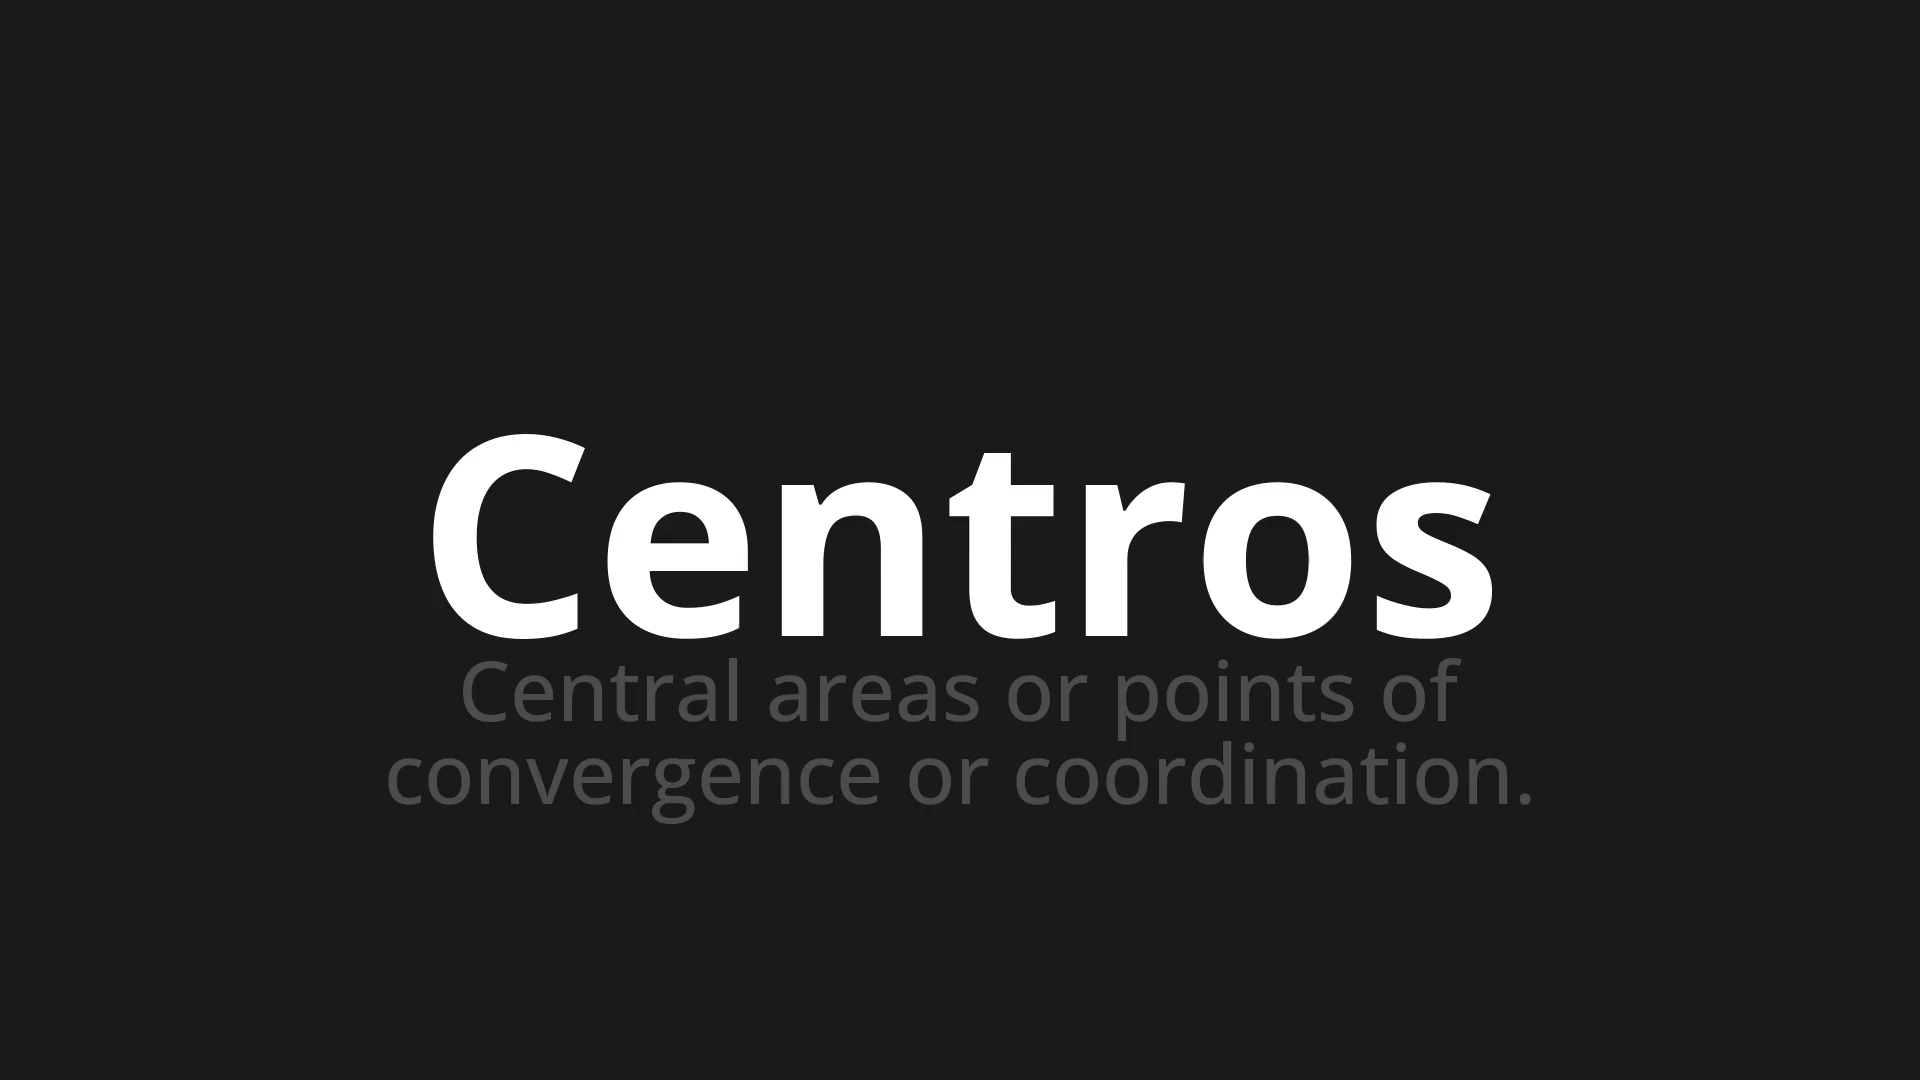 Centros
Central areas or points of
convergence or coordination.